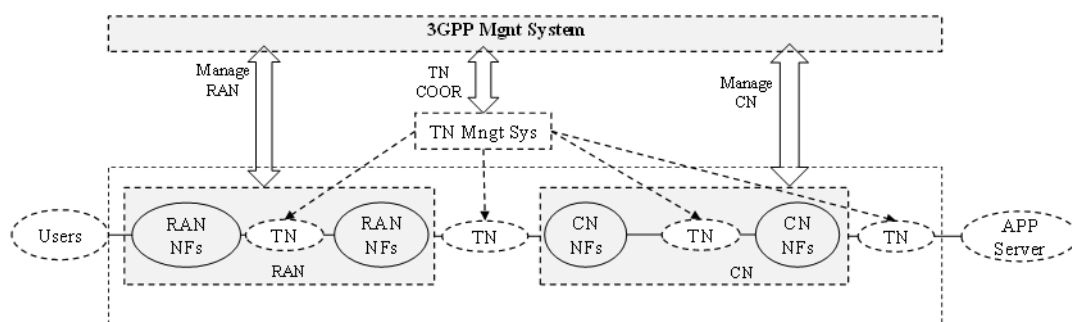 3GPP Mgnt System
Manage
RAN
TN
COOR
Manage
CN
TN Mngt Sys
Users
RAN
NFs
TN
RAN
NFs
TN
CN
NFs
TN
CN
NFs
TN
APP
Server
RAN
CN